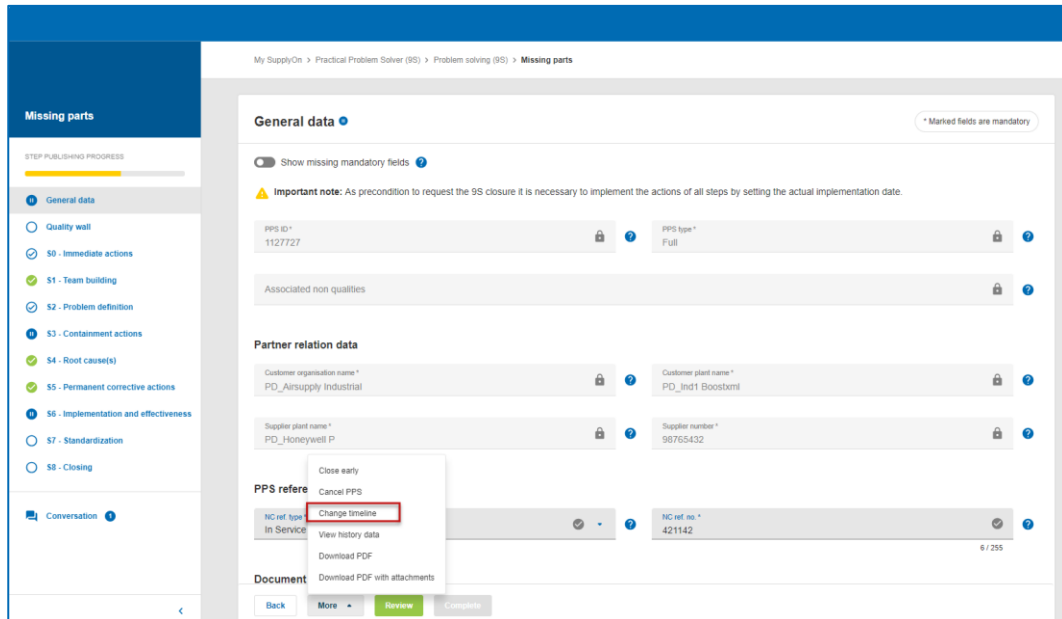 My SupplyOn > Practical Problem Solver (9S) > Problem solving (9S) > Missing parts
Missing parts
STEP PUBLISHING PROGRESS
General data
Quality wall
S0 - Immediate actions
S1 - Team building
S2 - Problem definition
S3 - Containment actions
S4 - Root cause(s)
S5 - Permanent corrective actions
S6 - Implementation and effectiveness
S7 - Standardization
S8 - Closing
Conversation 1
General data
* Marked fields are mandatory
Show missing mandatory fields ?
Important note: As precondition to request the 9S closure it is necessary to implement the actions of all steps by setting the actual implementation date.
PPS ID *
1127727
?
PPS type *
Full
?
Associated non qualities
?
Partner relation data
Customer organisation name *
PD_Airsupply Industrial
?
Customer plant name *
PD_Ind1 Boostxml
?
Supplier plant name *
PD_Honeywell P
?
Supplier number *
98765432
?
PPS refere
NC ref. type *
In Service
?
NC ref. no. *
421142
?
6 / 255
Document
Close early
Cancel PPS
Change timeline
View history data
Download PDF
Download PDF with attachments
Back
More
Review
Complete